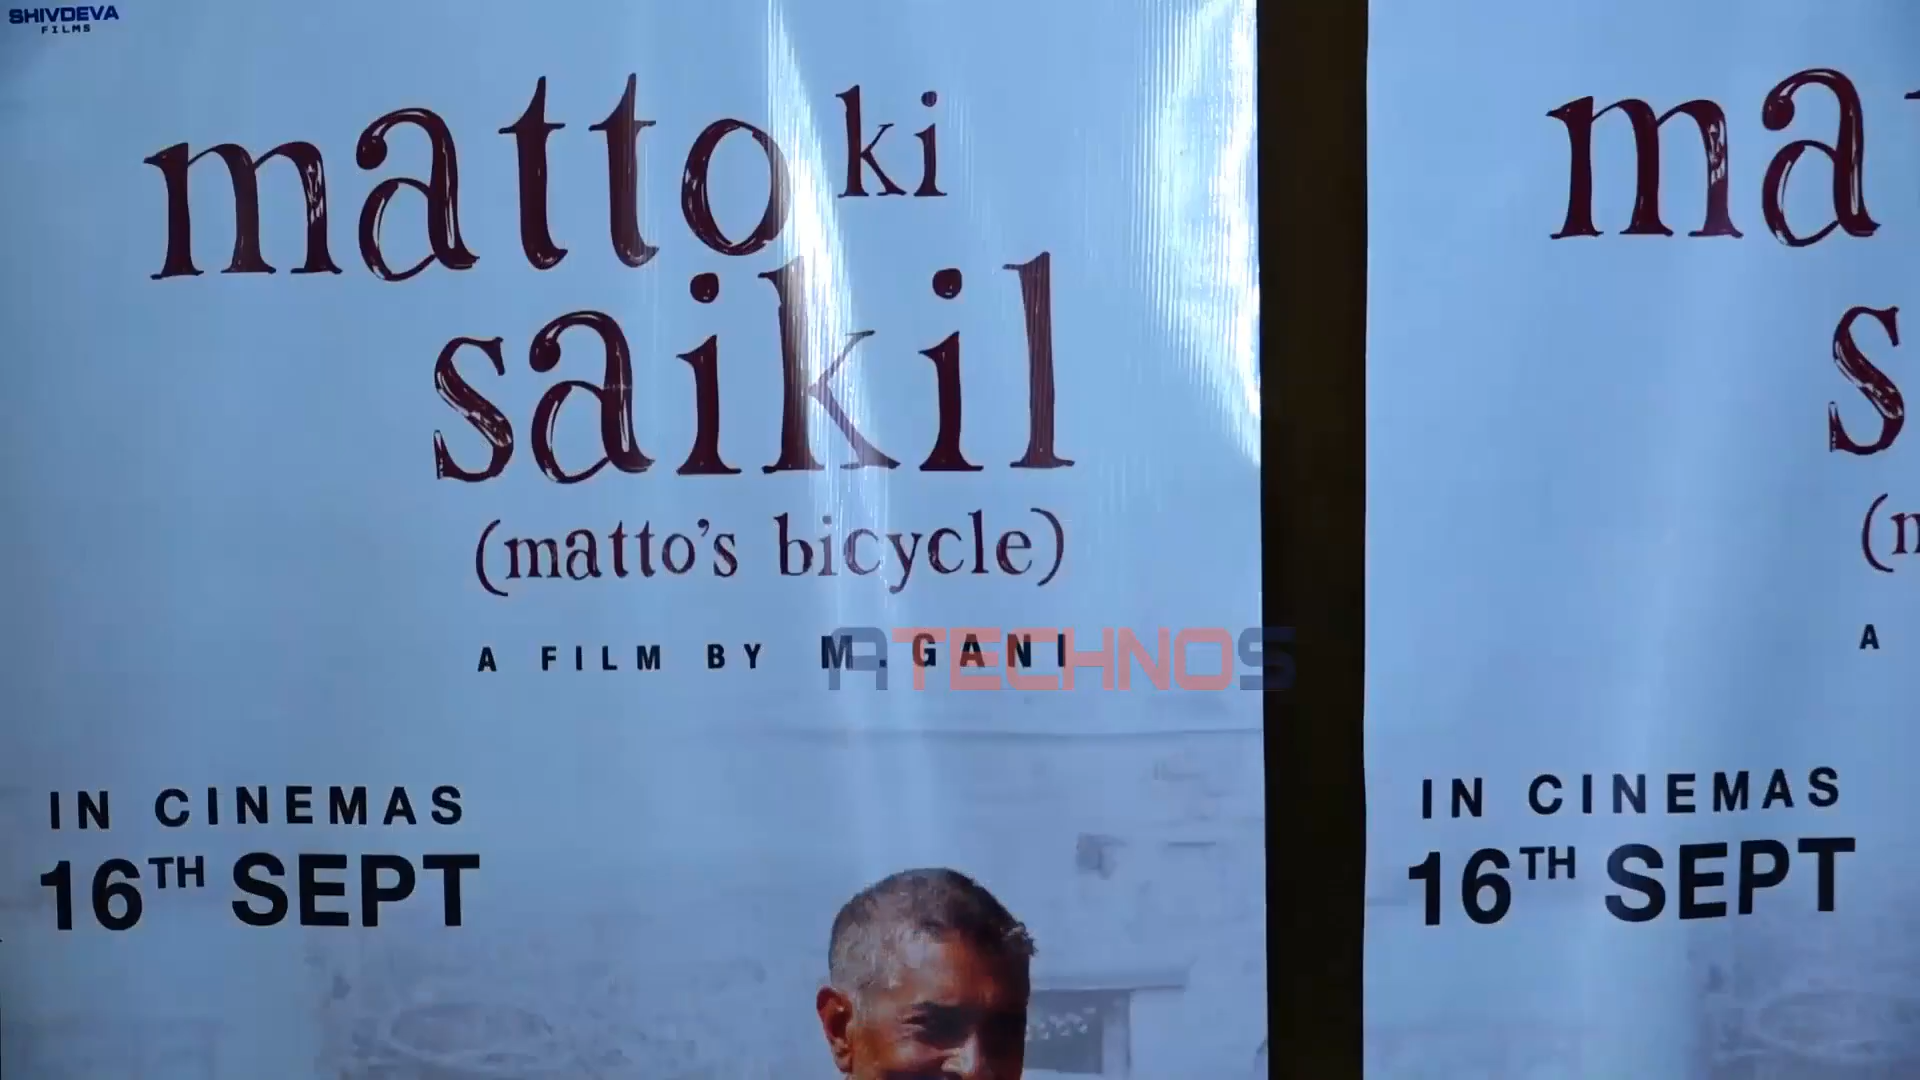 SHIVDEVA
FILMS
matto ki
saikil
(matto's bicycle)
A FILM BY M.GANI
ATECHNOS
IN CINEMAS
16TH SEPT
ma
s
(m
A
IN CINEMAS
16TH SEPT